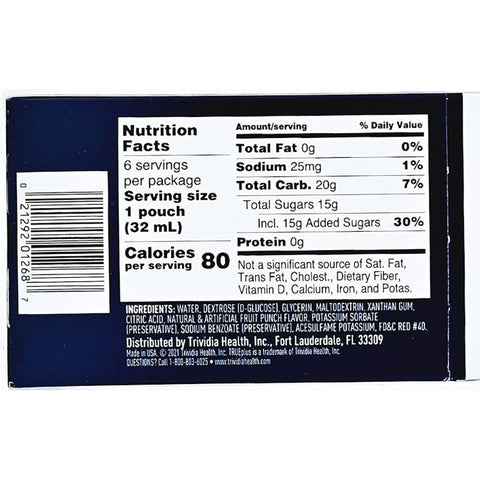 Nutrition
Facts
6 servings
per package
Serving size
1 pouch
(32 mL)
Calories
per serving 80
Amount/serving % Daily Value
Total Fat 0g 0%
Sodium 25mg 1%
Total Carb. 20g 7%
Total Sugars 15g
Incl. 15g Added Sugars 30%
Protein 0g
Not a significant source of Sat. Fat,
Trans Fat, Cholest., Dietary Fiber,
Vitamin D, Calcium, Iron, and Potas.
0 21292 01268 7
INGREDIENTS: WATER, DEXTROSE (D-GLUCOSE), GLYCERIN, MALTODEXTRIN, XANTHAN GUM,
CITRIC ACID, NATURAL & ARTIFICIAL FRUIT PUNCH FLAVOR, POTASSIUM SORBATE
(PRESERVATIVE), SODIUM BENZOATE (PRESERVATIVE), ACESULFAME POTASSIUM, FD&C RED #40.
Distributed by Trividia Health, Inc., Fort Lauderdale, FL 33309
Made in USA. © 2021 Trividia Health, Inc. TRUEplus is a trademark of Trividia Health, Inc.
QUESTIONS? Call 1-800-803-6025 • www.trividiahealth.com